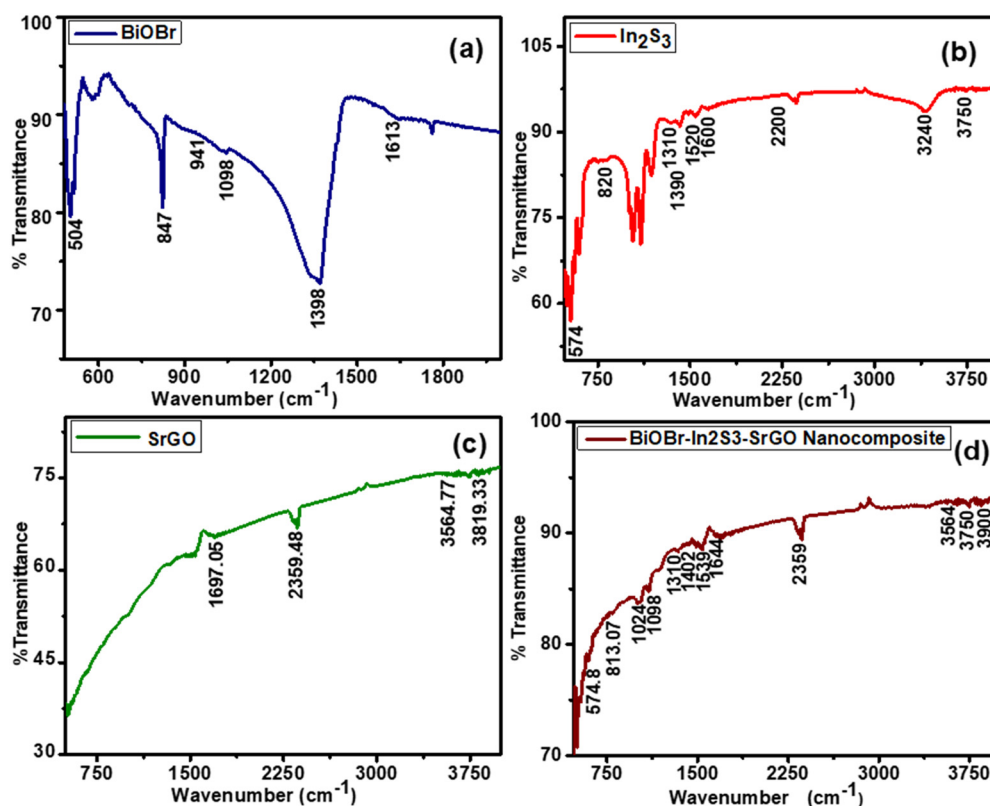 BiOBr
(a)
% Transmittance
100
90
80
70
504
847
941
1098
1398
1613
600 900 1200 1500 1800
Wavenumber (cm⁻¹)
In₂S₃
(b)
% Transmittance
105
90
75
60
574
820
1310
1390
1520
1600
2200
3240
3750
750 1500 2250 3000 3750
Wavenumber (cm⁻¹)
SrGO
(c)
%Transmittance
75
60
45
30
1697.05
2359.48
3564.77
3819.33
750 1500 2250 3000 3750
Wavenumber (cm⁻¹)
BiOBr-In2S3-SrGO Nanocomposite
(d)
% Transmittance
100
90
80
70
574.8
813.07
1024
1098
1310
1402
1539
1644
2359
3564
3750
3900
750 1500 2250 3000 3750
Wavenumber (cm⁻¹)